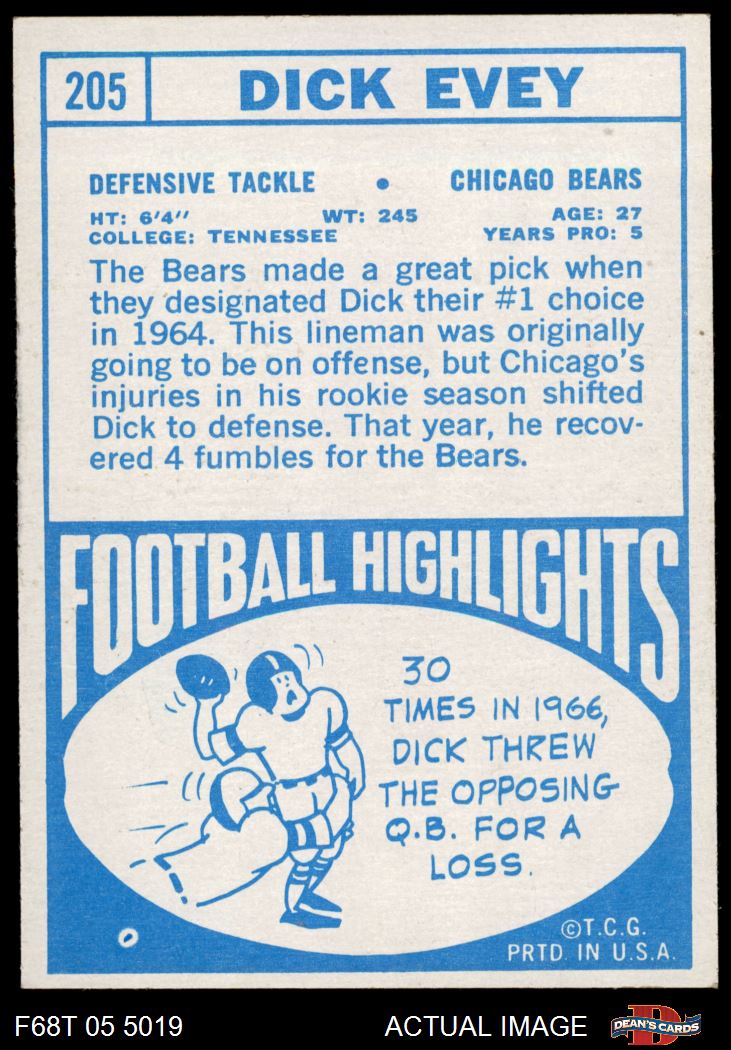 205 DICK EVEY
DEFENSIVE TACKLE • CHICAGO BEARS
HT: 6'4" WT: 245 AGE: 27
COLLEGE: TENNESSEE YEARS PRO: 5
The Bears made a great pick when
they designated Dick their #1 choice
in 1964. This lineman was originally
going to be on offense, but Chicago's
injuries in his rookie season shifted
Dick to defense. That year, he recov-
ered 4 fumbles for the Bears.
FOOTBALL HIGHLIGHTS
30
TIMES IN 1966,
DICK THREW
THE OPPOSING
Q.B. FOR A
LOSS.
©T.C.G.
PRTD. IN U.S.A.
F68T 05 5019 ACTUAL IMAGE DEAN'S CARDS